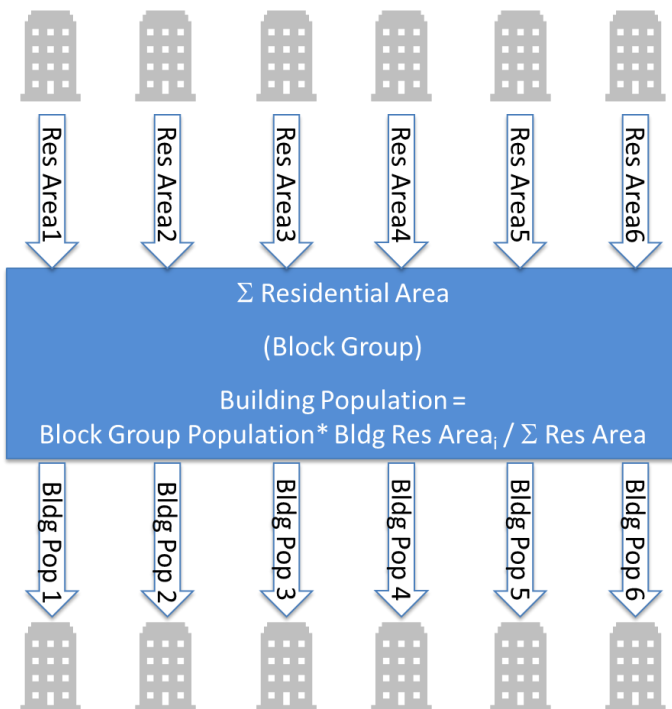 Res Area1
Res Area2
Res Area3
Res Area4
Res Area5
Res Area6
Σ Residential Area
(Block Group)
Building Population =
Block Group Population* Bldg Res Areaᵢ / Σ Res Area
Bldg Pop 1
Bldg Pop 2
Bldg Pop 3
Bldg Pop 4
Bldg Pop 5
Bldg Pop 6